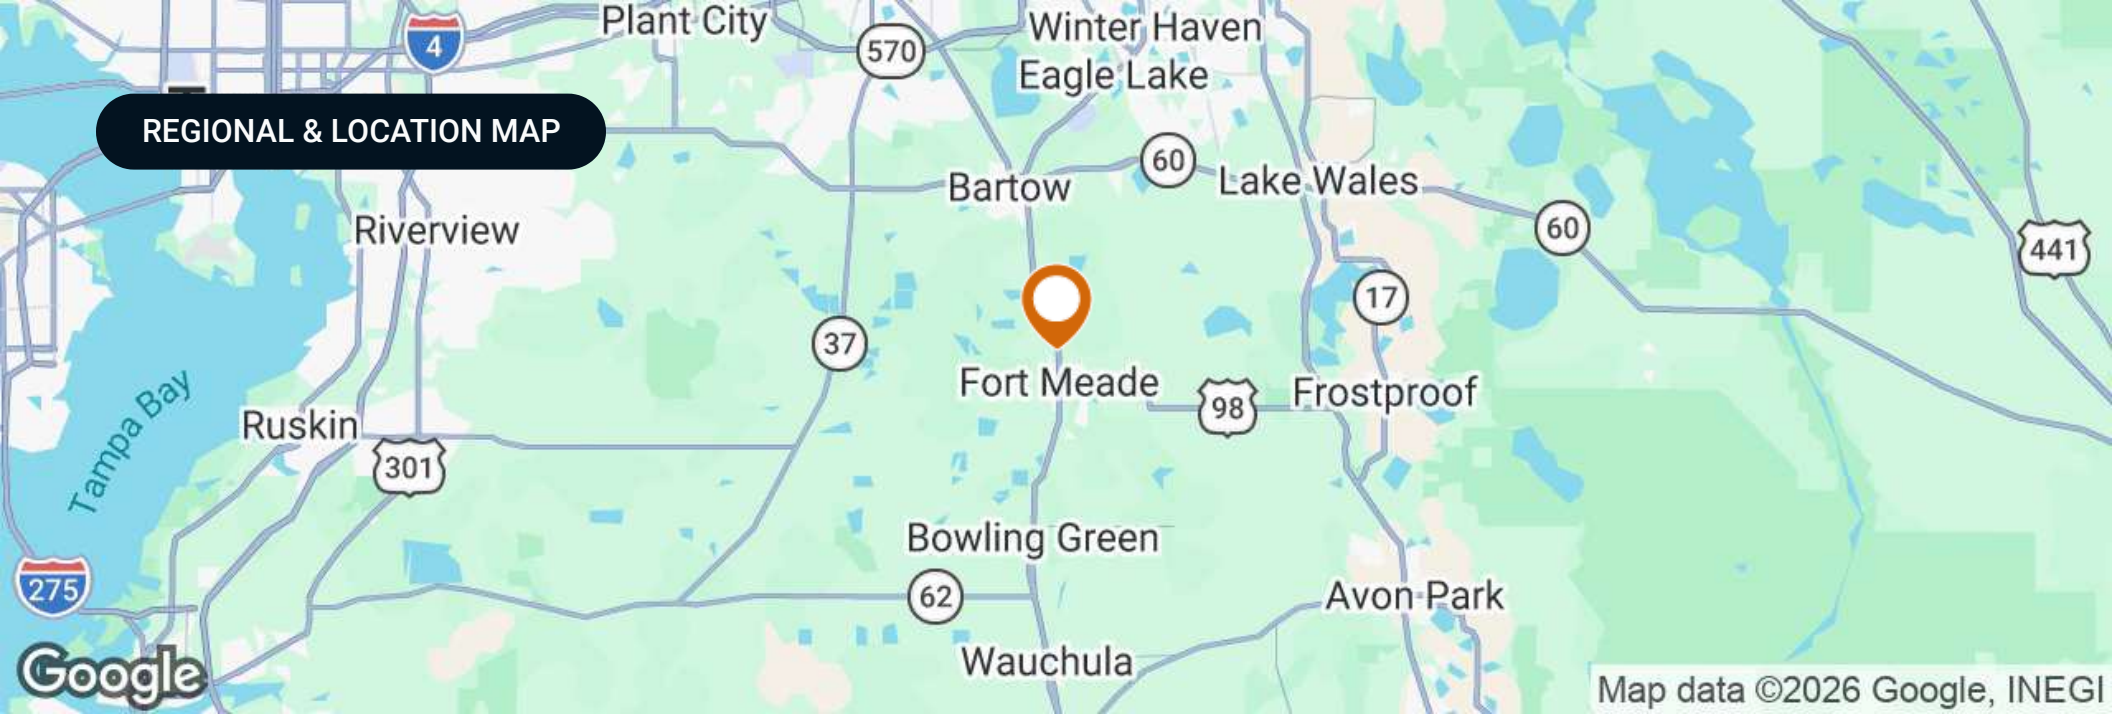 Plant City
4
570
Winter Haven
Eagle Lake
REGIONAL & LOCATION MAP
60
Bartow
Lake Wales
60
Riverview
441
17
37
Fort Meade
98
Frostproof
Tampa Bay
Ruskin
301
Bowling Green
275
62
Avon Park
Wauchula
Google
Map data ©2026 Google, INEGI